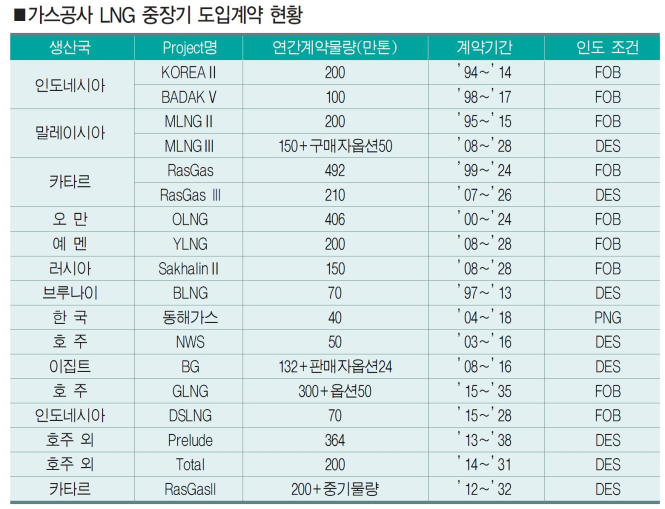 ■가스공사 LNG 중장기 도입계약 현황
생산국 Project명 연간계약물량(만톤) 계약기간 인도 조건
인도네시아 KOREAⅡ 200 '94~'14 FOB
BADAKⅤ 100 '98~'17 FOB
말레이시아 MLNGⅡ 200 '95~'15 FOB
MLNGⅢ 150+구매자옵션50 '08~'28 DES
카타르 RasGas 492 '99~'24 FOB
RasGas Ⅲ 210 '07~'26 DES
오 만 OLNG 406 '00~'24 FOB
예 멘 YLNG 200 '08~'28 FOB
러시아 SakhalinⅡ 150 '08~'28 FOB
브루나이 BLNG 70 '97~'13 DES
한 국 동해가스 40 '04~'18 PNG
호 주 NWS 50 '03~'16 DES
이집트 BG 132+판매자옵션24 '08~'16 DES
호 주 GLNG 300+옵션50 '15~'35 FOB
인도네시아 DSLNG 70 '15~'28 FOB
호주 외 Prelude 364 '13~'38 DES
호주 외 Total 200 '14~'31 DES
카타르 RasGasII 200+중기물량 '12~'32 DES